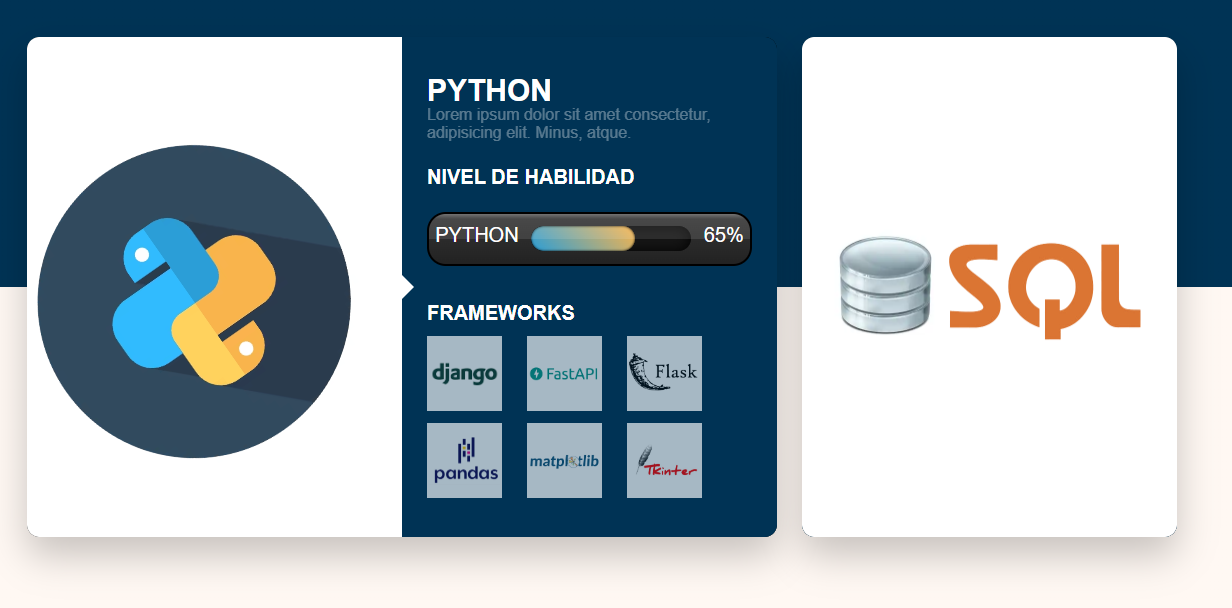 PYTHON
Lorem ipsum dolor sit amet consectetur,
adipisicing elit. Minus, atque.
NIVEL DE HABILIDAD
PYTHON 65%
FRAMEWORKS
django FastAPI Flask
pandas matplotlib Tkinter
SQL